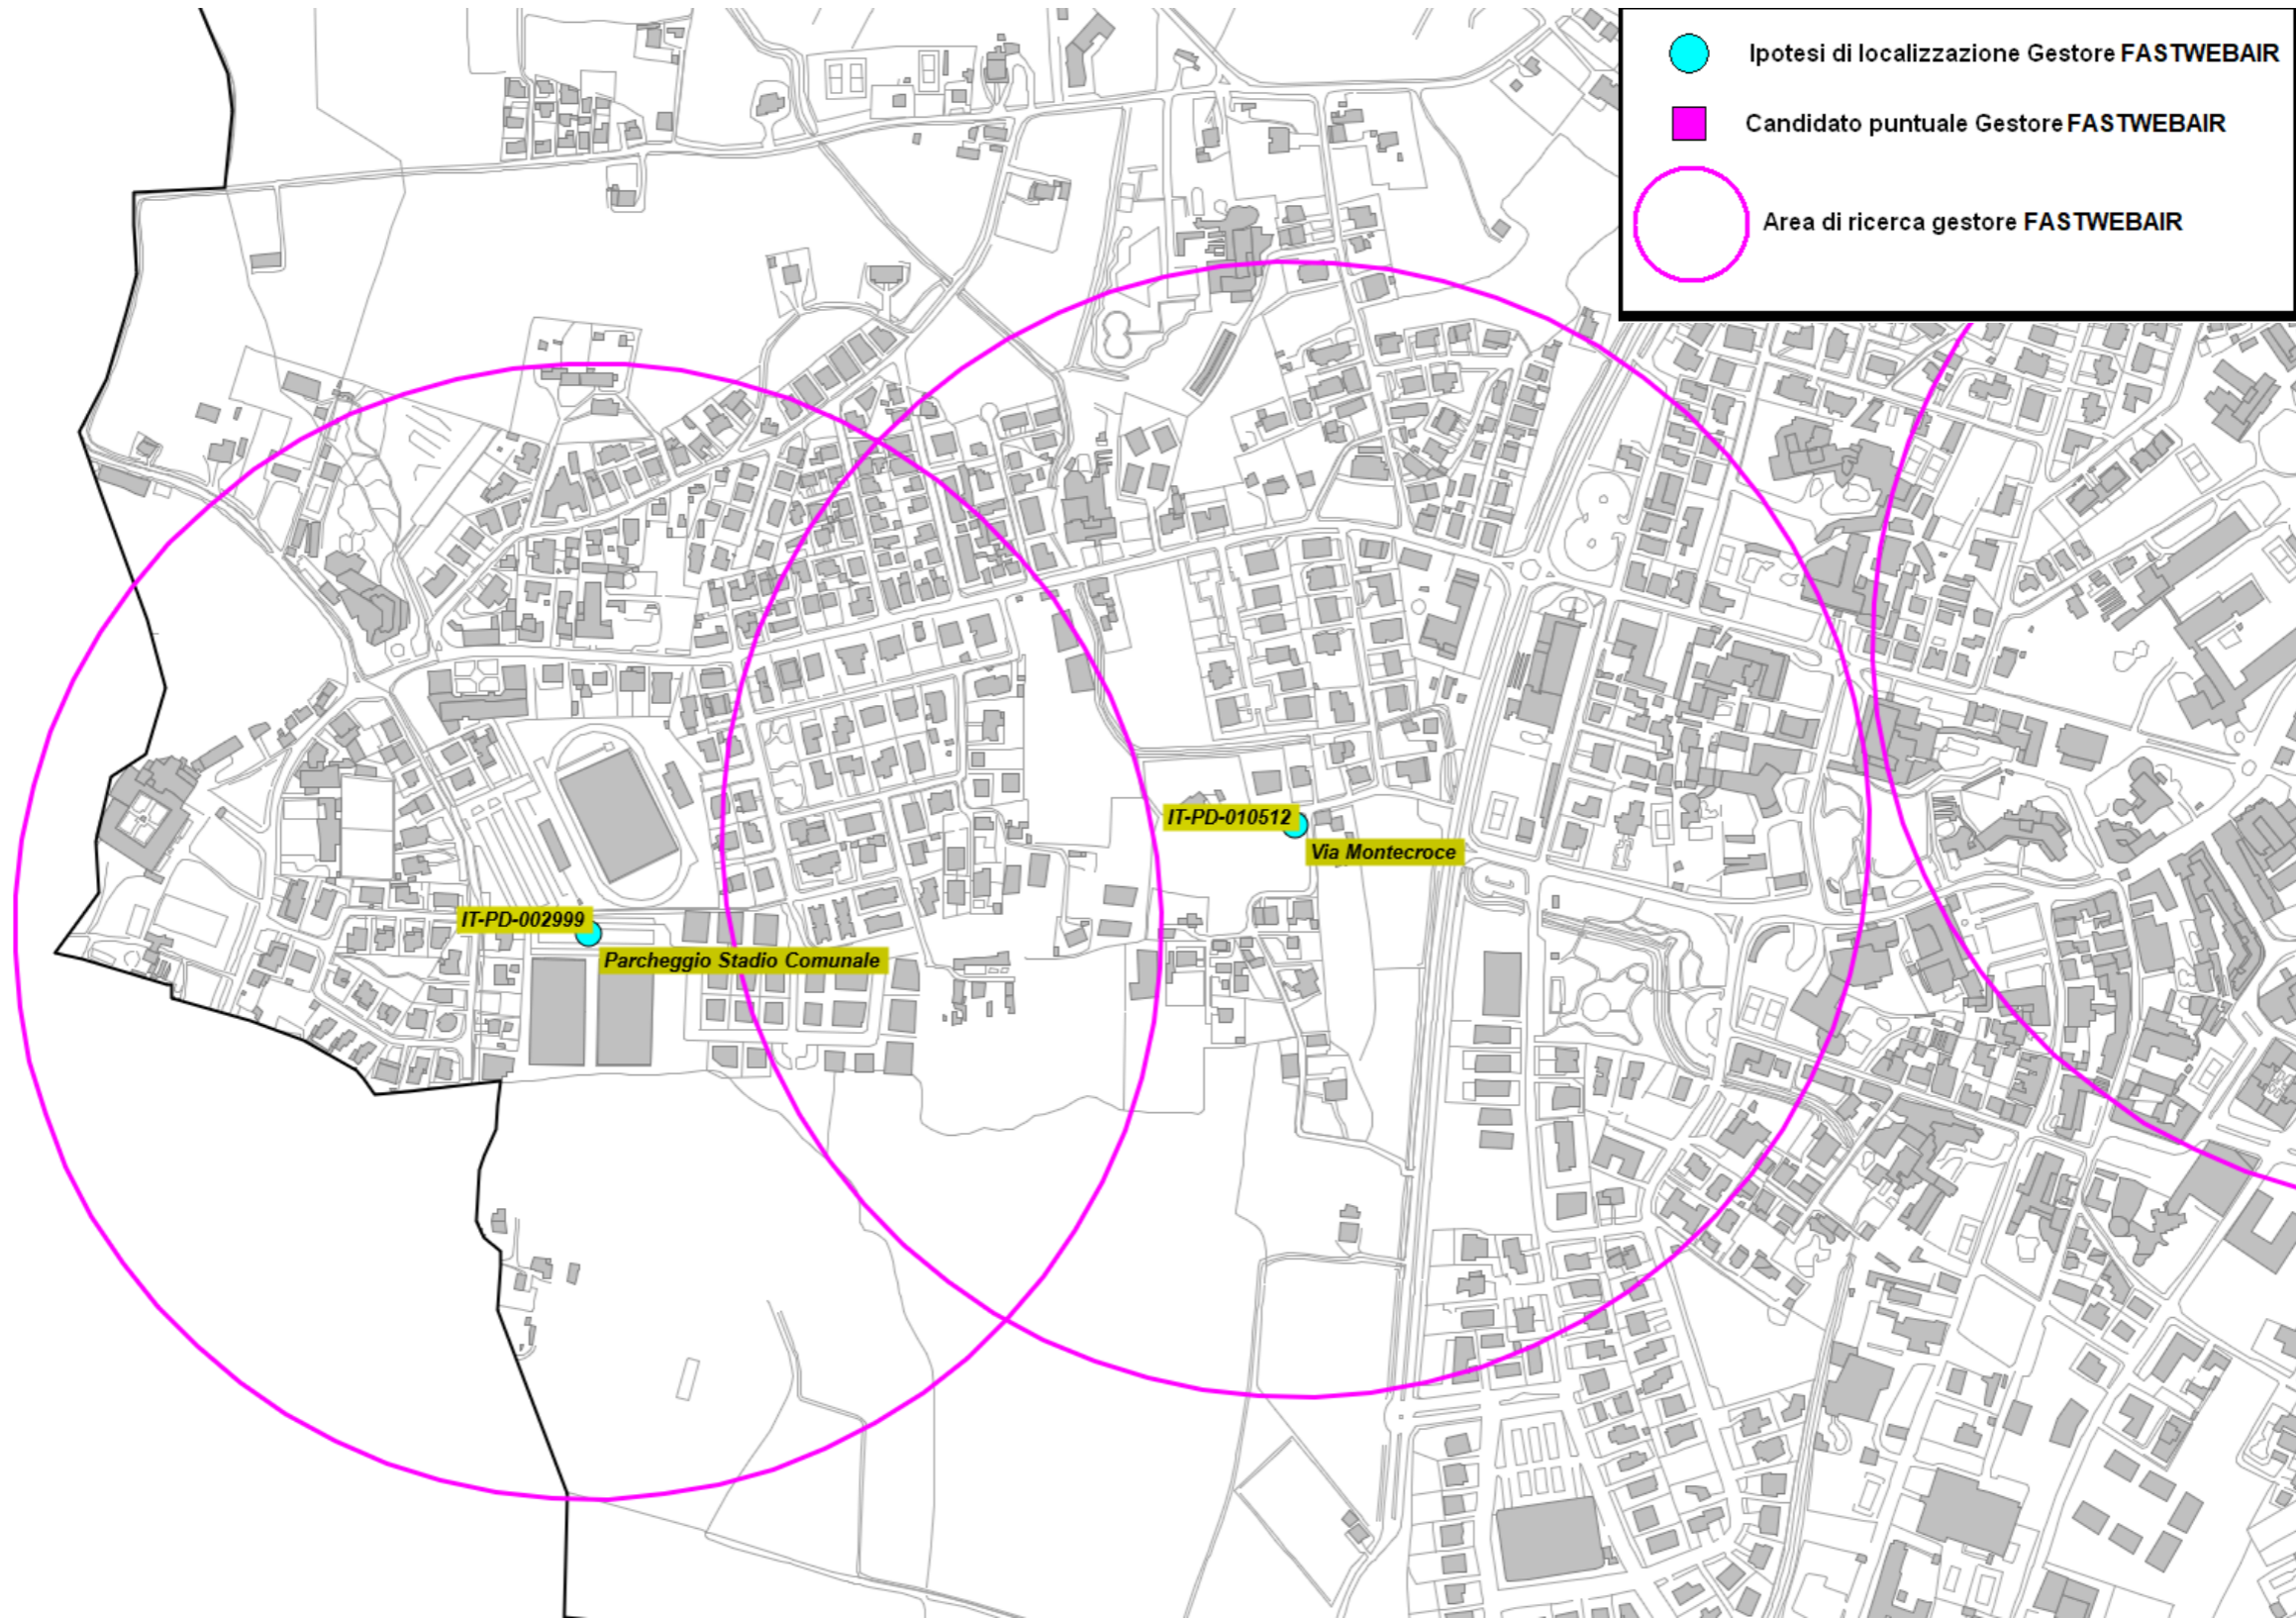 Ipotesi di localizzazione Gestore FASTWEBAIR
Candidato puntuale Gestore FASTWEBAIR
Area di ricerca gestore FASTWEBAIR
IT-PD-010512
Via Montecroce
IT-PD-002999
Parcheggio Stadio Comunale